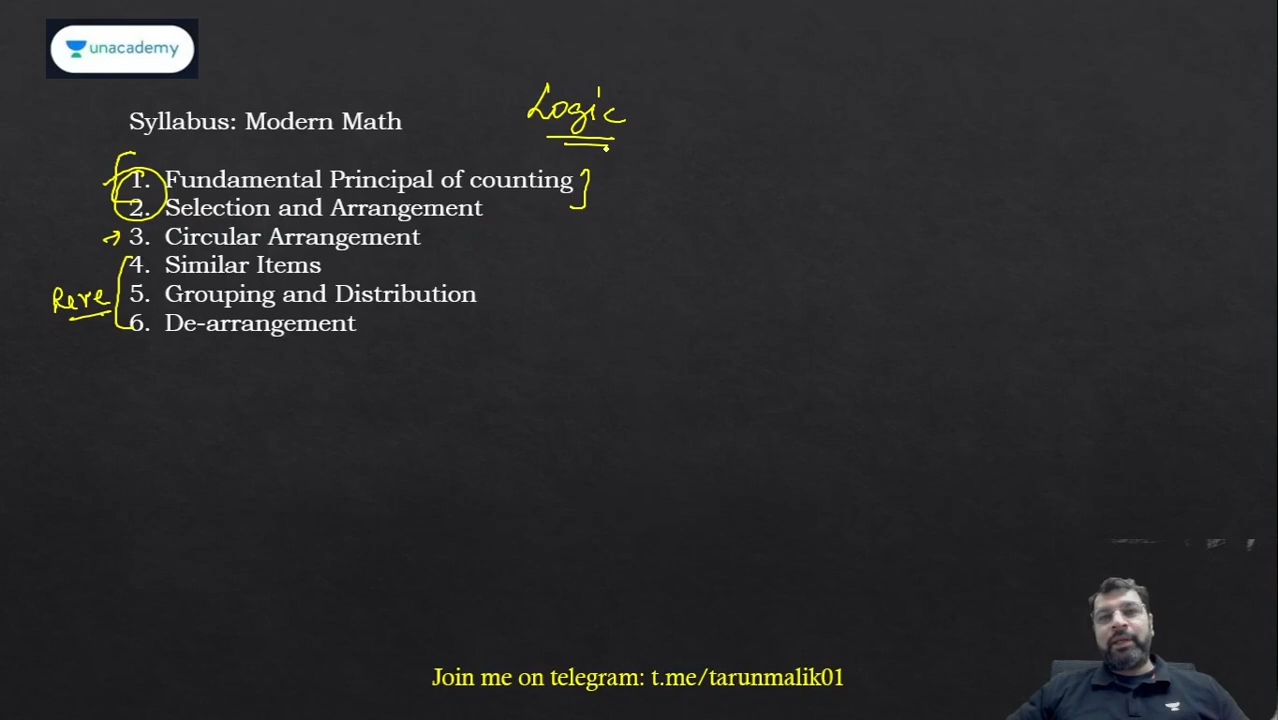 unacademy
Logic
Syllabus: Modern Math
1. Fundamental Principal of counting
2. Selection and Arrangement
3. Circular Arrangement
4. Similar Items
Rere
5. Grouping and Distribution
6. De-arrangement
Join me on telegram: t.me/tarunmalik01